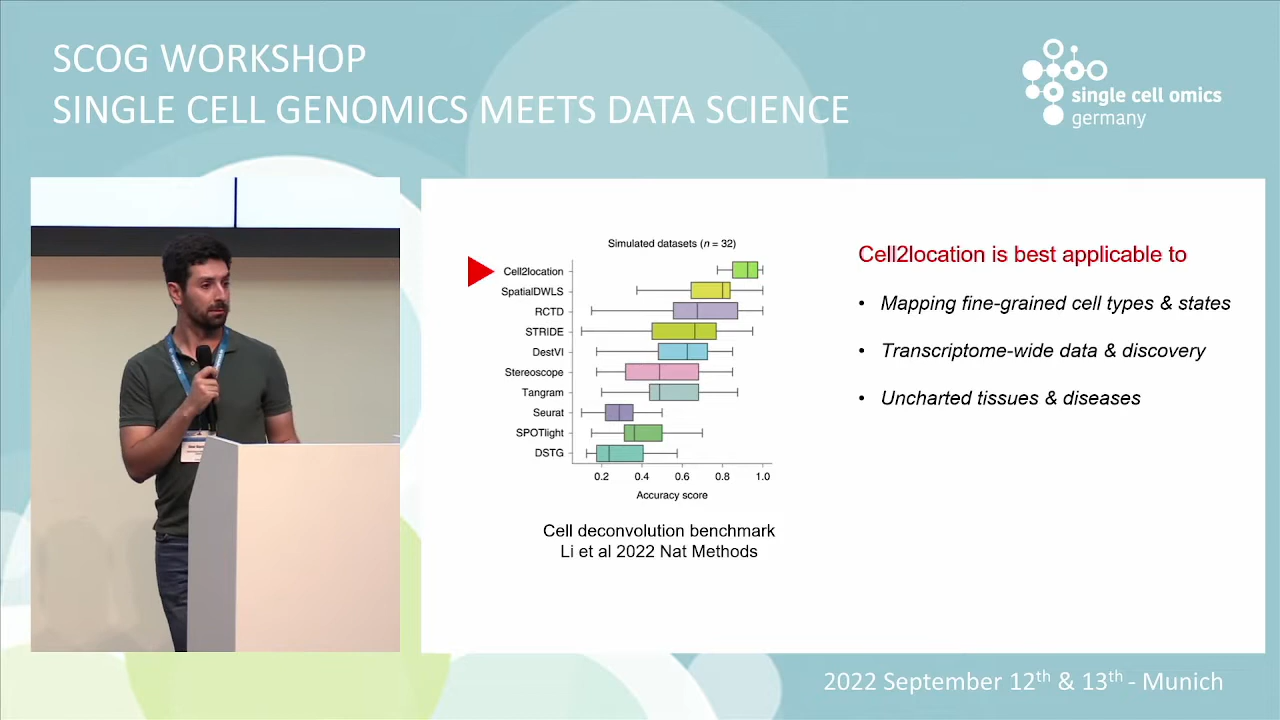 SCOG WORKSHOP
SINGLE CELL GENOMICS MEETS DATA SCIENCE
single cell omics
germany
Simulated datasets (n = 32)
Cell2location
SpatialDWLS
RCTD
STRIDE
DestVI
Stereoscope
Tangram
Seurat
SPOTlight
DSTG
0.2 0.4 0.6 0.8 1.0
Accuracy score
Cell deconvolution benchmark
Li et al 2022 Nat Methods
Cell2location is best applicable to
• Mapping fine-grained cell types & states
• Transcriptome-wide data & discovery
• Uncharted tissues & diseases
2022 September 12th & 13th - Munich